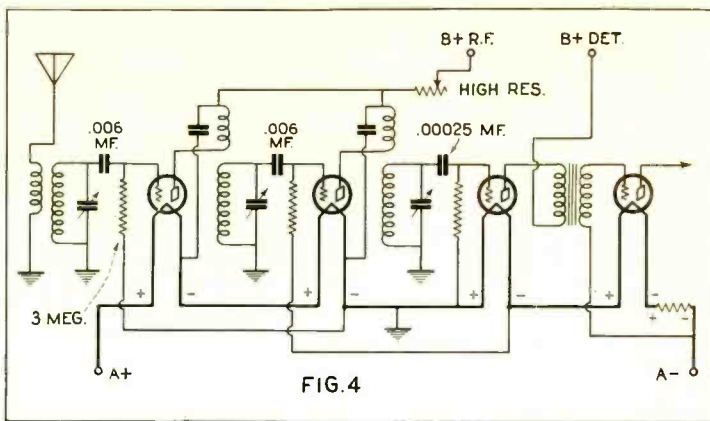 B+ R.F.
B+ DET.
HIGH RES.
.006
MF.
.006
MF.
.00025 MF.
+
-
+
-
+
-
+
-
+
-
3 MEG.
A+
A-
FIG.4